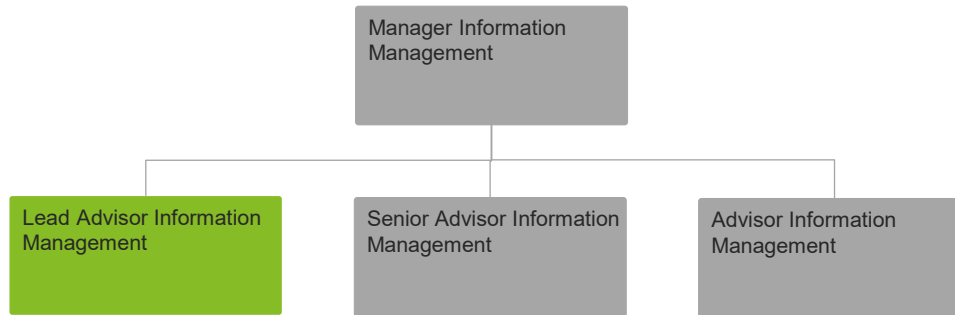 Manager Information
Management
Lead Advisor Information
Management
Senior Advisor Information
Management
Advisor Information
Management